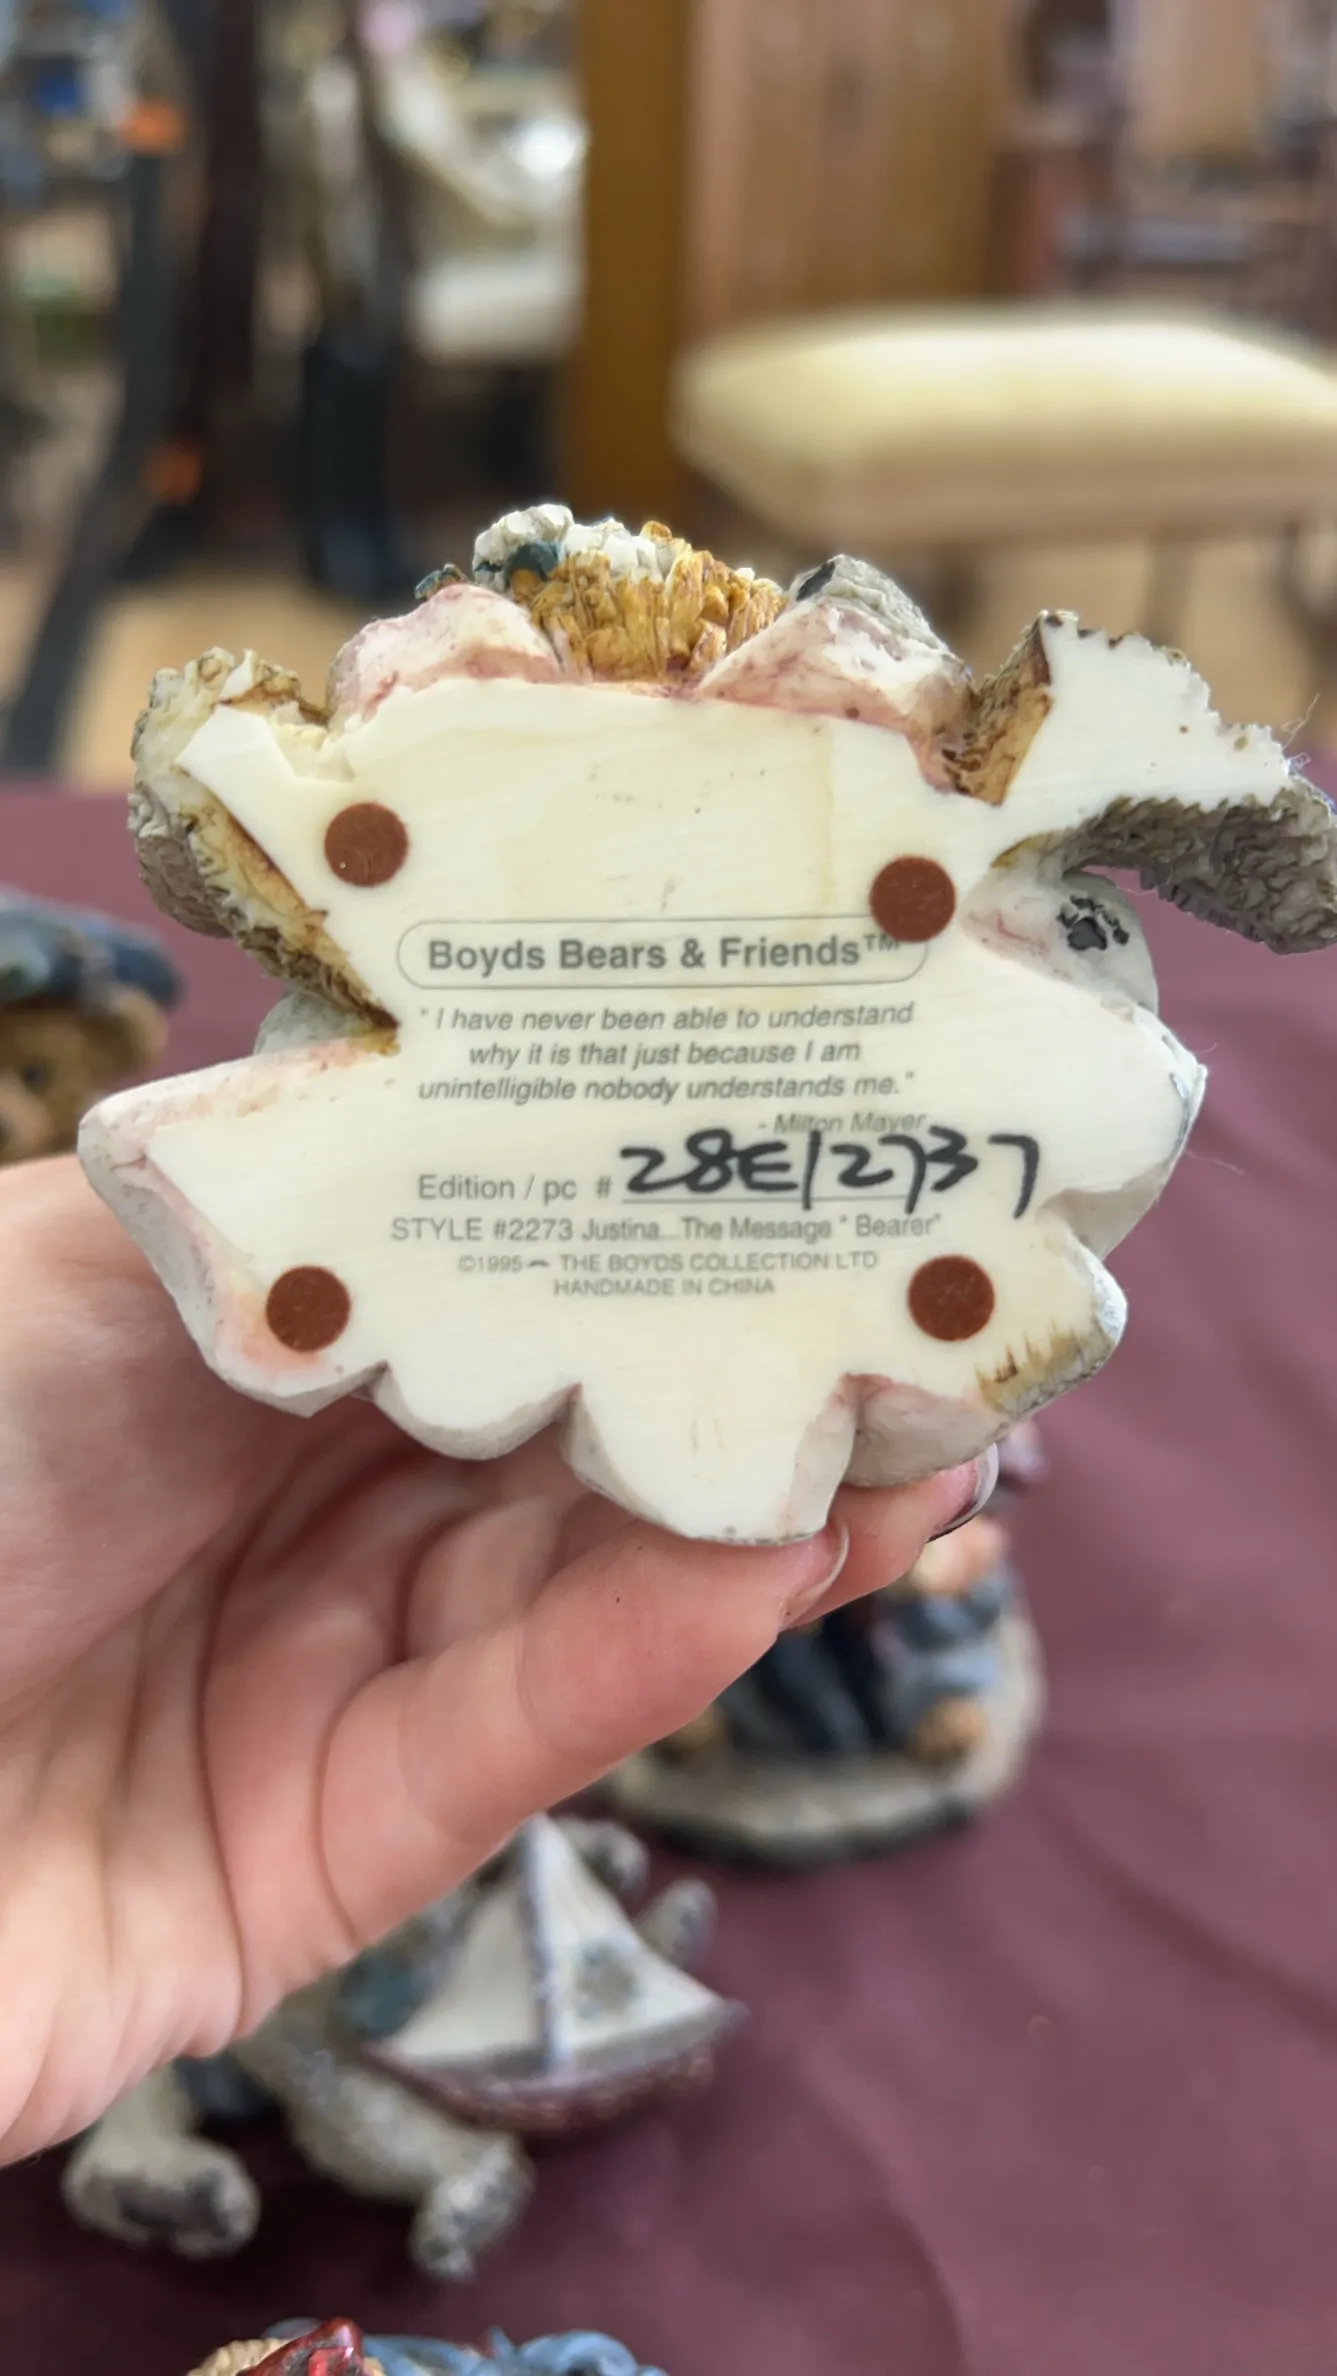 Boyds Bears & Friends™
" I have never been able to understand
why it is that just because I am
unintelligible nobody understands me."
- Milton Mayer
Edition / pc # 28E/2737
STYLE #2273 Justina...The Message " Bearer"
©1995 THE BOYDS COLLECTION LTD
HANDMADE IN CHINA